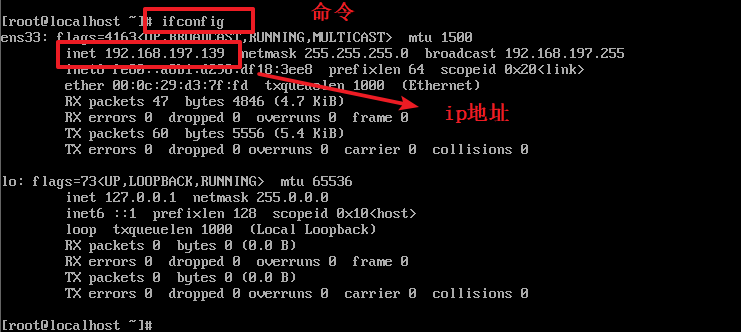 [root@localhost ~]# ifconfig
命令
ens33: flags=4163<UP,BROADCAST,RUNNING,MULTICAST> mtu 1500
inet 192.168.197.139 netmask 255.255.255.0 broadcast 192.168.197.255
prefixlen 64 scopeid 0x20<link>
ether 00:0c:29:d3:7f:fd txqueuelen 1000 (Ethernet)
RX packets 47 bytes 4846 (4.7 KiB)
ip地址
RX errors 0 dropped 0 overruns 0 frame 0
TX packets 60 bytes 5556 (5.4 KiB)
TX errors 0 dropped 0 overruns 0 carrier 0 collisions 0
lo: flags=73<UP,LOOPBACK,RUNNING> mtu 65536
inet 127.0.0.1 netmask 255.0.0.0
inet6 ::1 prefixlen 128 scopeid 0x10<host>
loop txqueuelen 1000 (Local Loopback)
RX packets 0 bytes 0 (0.0 B)
RX errors 0 dropped 0 overruns 0 frame 0
TX packets 0 bytes 0 (0.0 B)
TX errors 0 dropped 0 overruns 0 carrier 0 collisions 0
[root@localhost ~]#